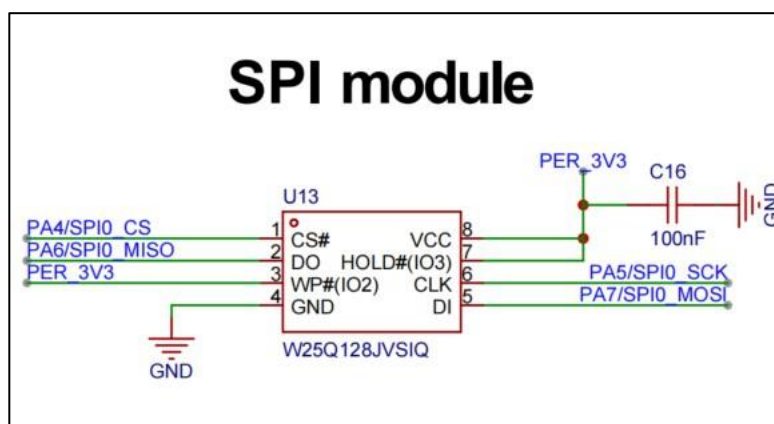 SPI module
PER_3V3
C16
GND
100nF
U13
PA4/SPI0_CS 1 CS# VCC 8
PA6/SPI0_MISO 2 DO HOLD#(IO3) 7
PER_3V3 3 WP#(IO2) CLK 6 PA5/SPI0_SCK
4 GND DI 5 PA7/SPI0_MOSI
GND
W25Q128JVSIQ